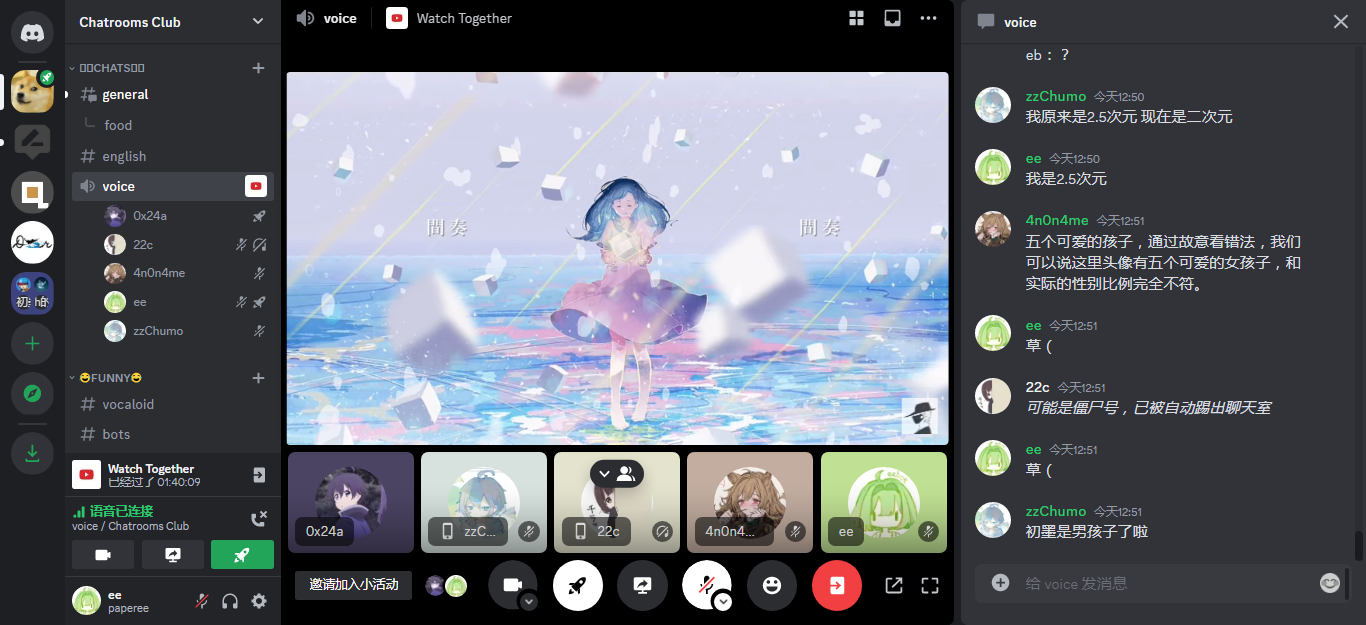 Chatrooms Club
CHATS
general
food
english
voice
0x24a
22c
4n0n4me
ee
zzChumo
FUNNY
vocaloid
bots
Watch Together
已经过了 01:40:09
语音已连接
voice / Chatrooms Club
ee
paperee
voice
Watch Together
間奏
間奏
0x24a
zzC...
22c
4n0n4...
ee
邀请加入小活动
voice
eb：？
zzChumo 今天12:50
我原来是2.5次元 现在是二次元
ee 今天12:50
我是2.5次元
4n0n4me 今天12:51
五个可爱的孩子，通过故意看错法，我们
可以说这里头像有五个可爱的女孩子，和
实际的性别比例完全不符。
ee 今天12:51
草（
22c 今天12:51
可能是僵尸号，已被自动踢出聊天室
ee 今天12:51
草（
zzChumo 今天12:51
初墨是男孩子了啦
给 voice 发消息